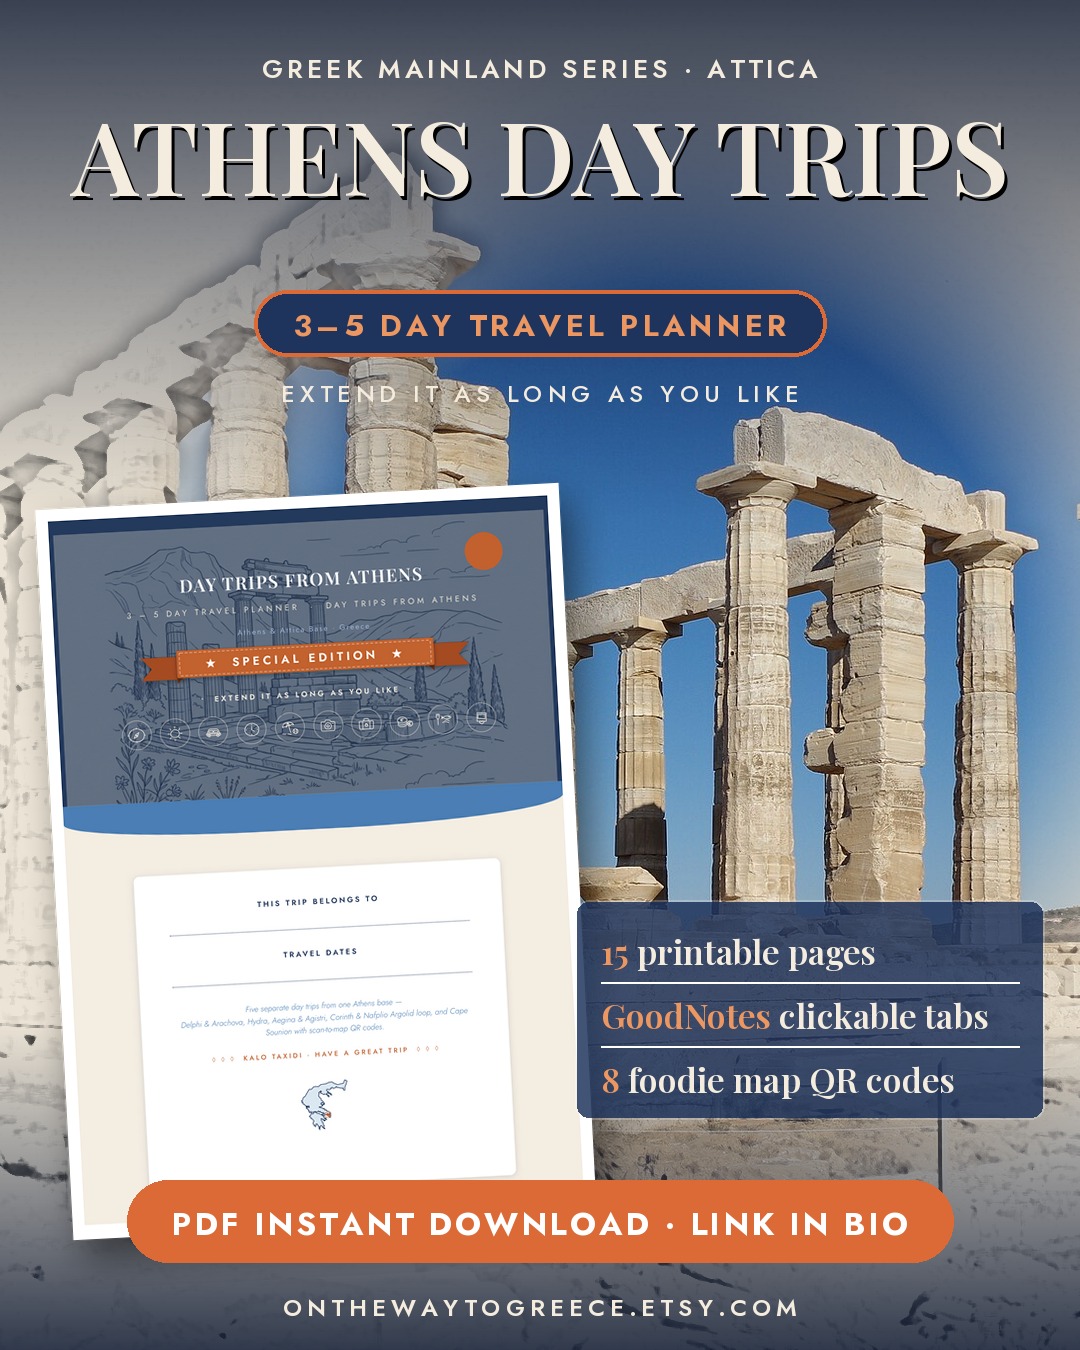 GREEK MAINLAND SERIES · ATTICA
ATHENS DAY TRIPS
3–5 DAY TRAVEL PLANNER
EXTEND IT AS LONG AS YOU LIKE
DAY TRIPS FROM ATHENS
3 – 5 DAY TRAVEL PLANNER DAY TRIPS FROM ATHENS
Athens & Attica Base · Greece
★ SPECIAL EDITION ★
EXTEND IT AS LONG AS YOU LIKE
THIS TRIP BELONGS TO
TRAVEL DATES
Five separate day trips from one Athens base —
Delphi & Arachova, Hydra, Aegina & Agistri, Corinth & Nafplio Argolid loop, and Cape
Sounion with scan-to-map QR codes.
KALO TAXIDI · HAVE A GREAT TRIP
15 printable pages
GoodNotes clickable tabs
8 foodie map QR codes
PDF INSTANT DOWNLOAD · LINK IN BIO
ONTHEWAYTOGREECE.ETSY.COM